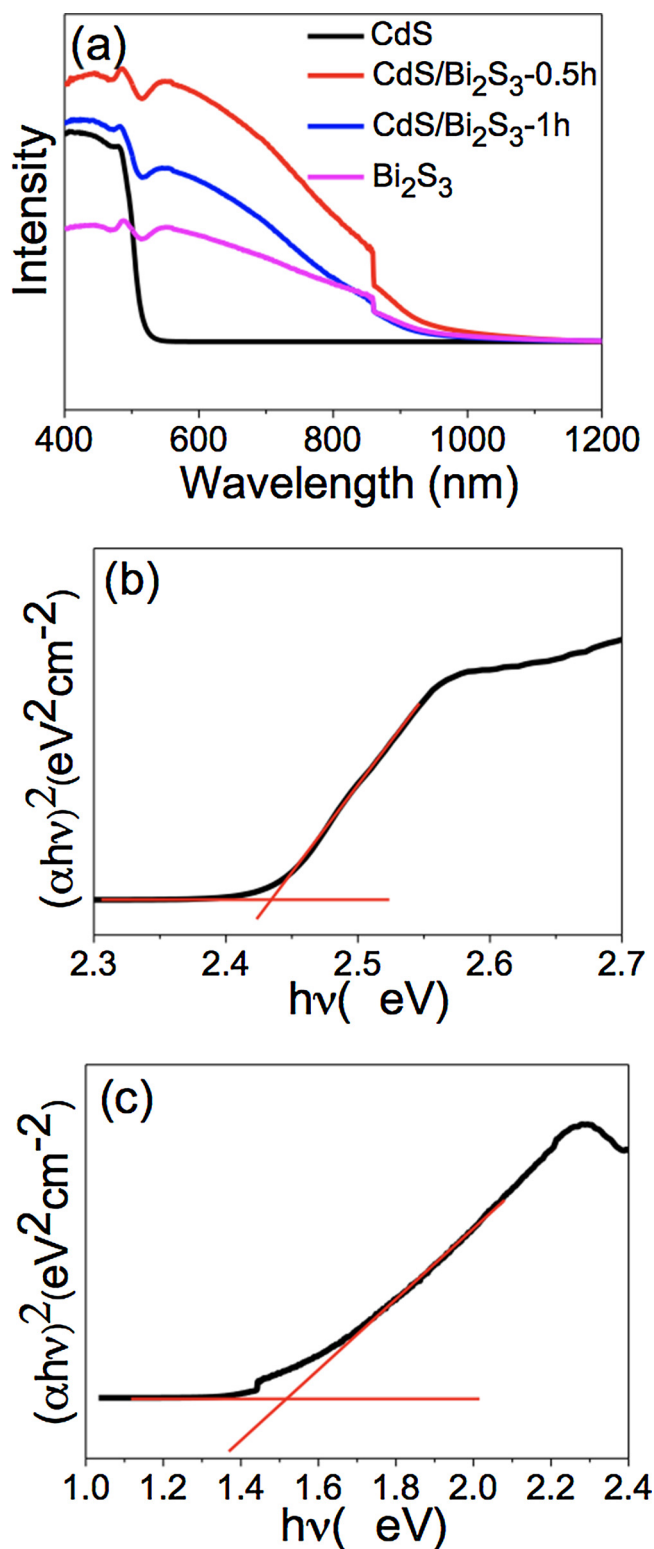 (a)
CdS
CdS/Bi₂S₃-0.5h
CdS/Bi₂S₃-1h
Bi₂S₃
Intensity
400 600 800 1000 1200
Wavelength (nm)
(b)
(αhν)²(eV²cm⁻²)
2.3 2.4 2.5 2.6 2.7
hν( eV)
(c)
(αhν)²(eV²cm⁻²)
1.0 1.2 1.4 1.6 1.8 2.0 2.2 2.4
hν( eV)